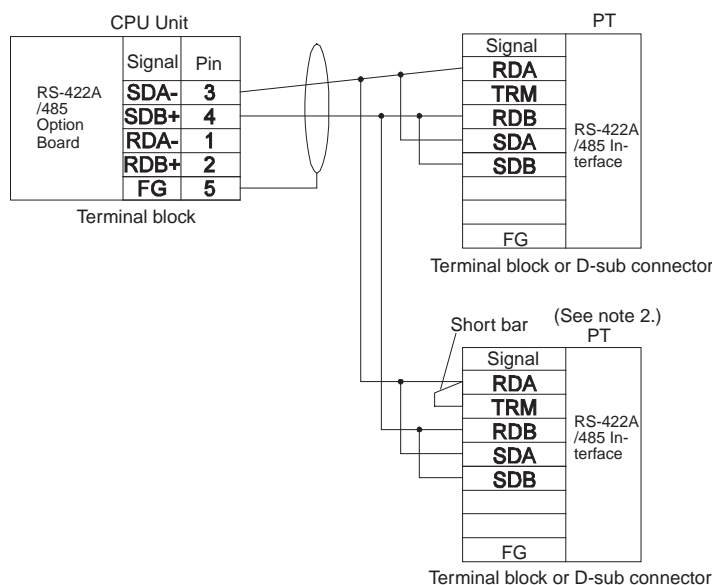 CPU Unit
Signal Pin
RS-422A
/485
Option
Board
SDA- 3
SDB+ 4
RDA- 1
RDB+ 2
FG 5
Terminal block
PT
Signal
RDA
TRM
RDB
SDA
SDB
FG
RS-422A
/485 In-
terface
Terminal block or D-sub connector
Short bar
(See note 2.)
PT
Signal
RDA
TRM
RDB
SDA
SDB
FG
RS-422A
/485 In-
terface
Terminal block or D-sub connector